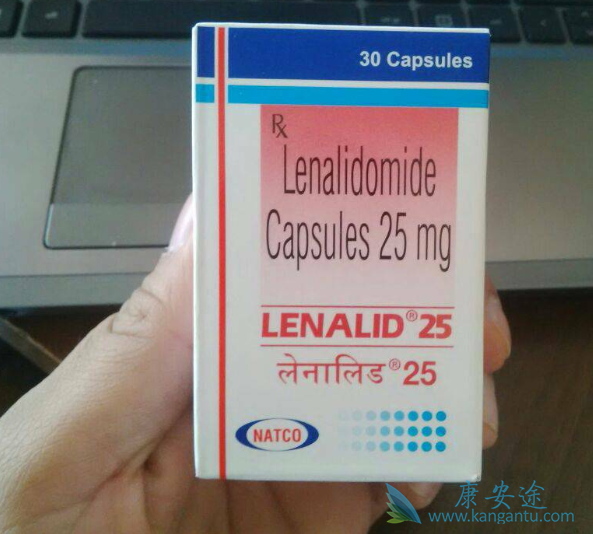 30 Capsules
Rx
Lenalidomide
Capsules 25 mg
LENALID® 25
लेनालिड® 25
NATCO
康安途
www.kangantu.com